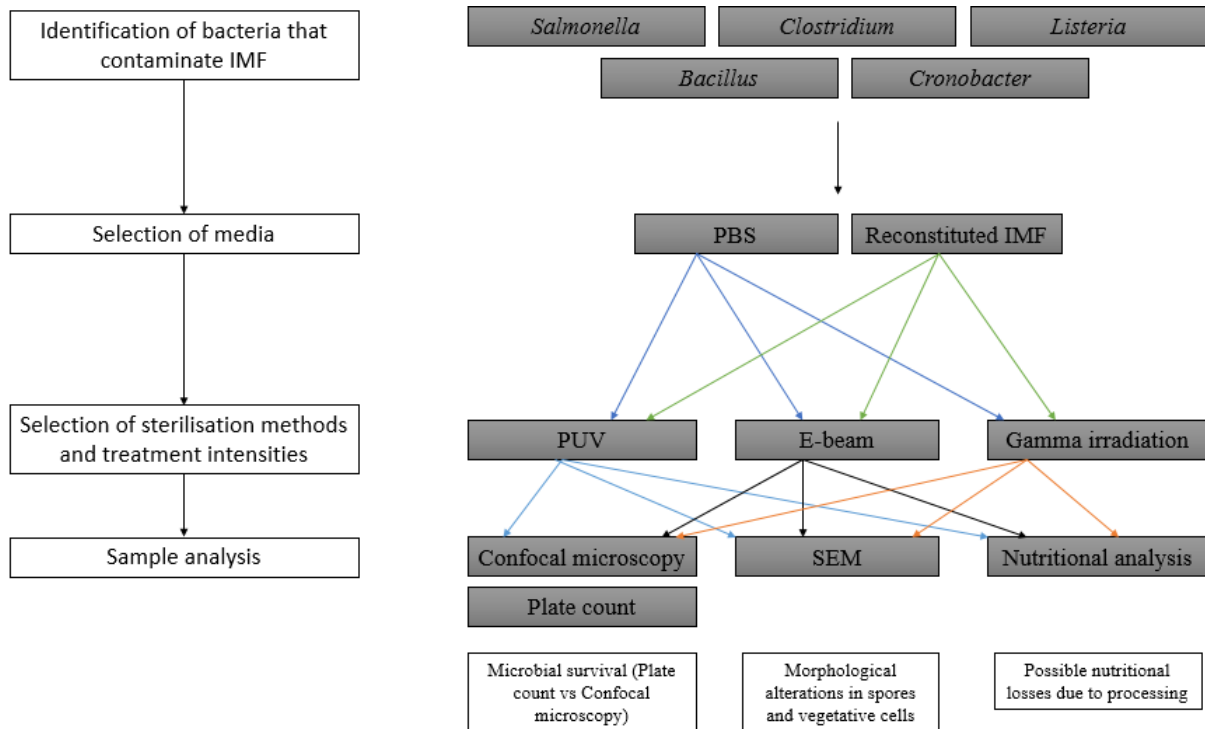 Identification of bacteria that
contaminate IMF
Salmonella
Clostridium
Listeria
Bacillus
Cronobacter
Selection of media
PBS
Reconstituted IMF
Selection of sterilisation methods
and treatment intensities
PUV
E-beam
Gamma irradiation
Sample analysis
Confocal microscopy
SEM
Nutritional analysis
Plate count
Microbial survival (Plate
count vs Confocal
microscopy)
Morphological
alterations in spores
and vegetative cells
Possible nutritional
losses due to processing